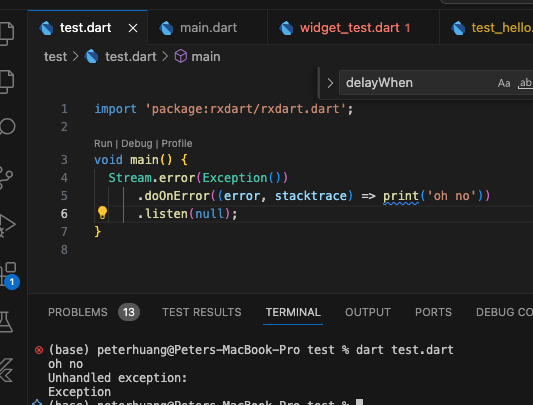 test.dart × main.dart widget_test.dart 1 test_hello.
test > test.dart > main
delayWhen Aa ab
1 import 'package:rxdart/rxdart.dart';
2
Run | Debug | Profile
3 void main() {
4 Stream.error(Exception())
5 .doOnError((error, stacktrace) => print('oh no'))
6 .listen(null);
7 }
8
1
PROBLEMS 13 TEST RESULTS TERMINAL OUTPUT PORTS DEBUG CO
(base) peterhuang@Peters-MacBook-Pro test % dart test.dart
oh no
Unhandled exception:
Exception
(base) peterhuang@Peters-MacBook-Pro test %